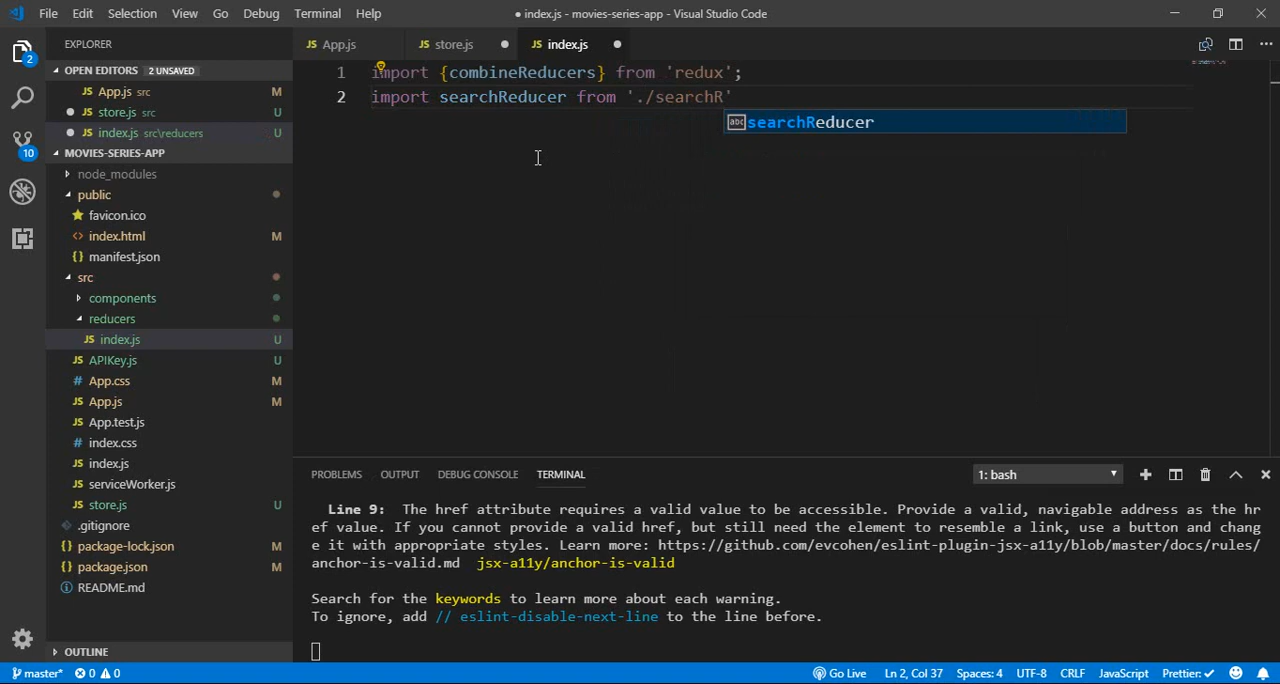 File Edit Selection View Go Debug Terminal Help
● index.js - movies-series-app - Visual Studio Code
EXPLORER
JS App.js
JS store.js ●
JS index.js ●
OPEN EDITORS 2 UNSAVED
JS App.js src M
● JS store.js src U
● JS index.js src\reducers U
MOVIES-SERIES-APP
node_modules
public
favicon.ico
<> index.html M
{} manifest.json
src
components
reducers
JS index.js U
JS APIKey.js U
# App.css M
JS App.js M
JS App.test.js
# index.css
JS index.js
JS serviceWorker.js
JS store.js U
.gitignore
{} package-lock.json M
{} package.json M
README.md
OUTLINE
2
10
1 import {combineReducers} from 'redux';
2 import searchReducer from './searchR'
abc searchReducer
PROBLEMS OUTPUT DEBUG CONSOLE TERMINAL
1: bash
Line 9: The href attribute requires a valid value to be accessible. Provide a valid, navigable address as the hr
ef value. If you cannot provide a valid href, but still need the element to resemble a link, use a button and chang
e it with appropriate styles. Learn more: https://github.com/evcohen/eslint-plugin-jsx-a11y/blob/master/docs/rules/
anchor-is-valid.md jsx-a11y/anchor-is-valid
Search for the keywords to learn more about each warning.
To ignore, add // eslint-disable-next-line to the line before.
master* 0 0
Go Live Ln 2, Col 37 Spaces: 4 UTF-8 CRLF JavaScript Prettier: ✓